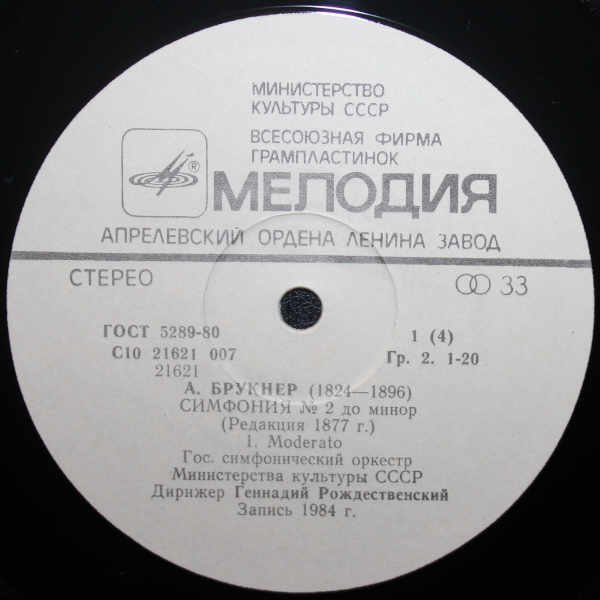 МИНИСТЕРСТВО
КУЛЬТУРЫ СССР
ВСЕСОЮЗНАЯ ФИРМА
ГРАМПЛАСТИНОК
®
МЕЛОДИЯ
АПРЕЛЕВСКИЙ ОРДЕНА ЛЕНИНА ЗАВОД
СТЕРЕО 33
ГОСТ 5289-80 1 (4)
С10 21621 007 Гр. 2. 1-20
21621
А. БРУКНЕР (1824—1896)
СИМФОНИЯ № 2 до минор
(Редакция 1877 г.)
1. Moderato
Гос. симфонический оркестр
Министерства культуры СССР
Дирижер Геннадий Рождественский
Запись 1984 г.